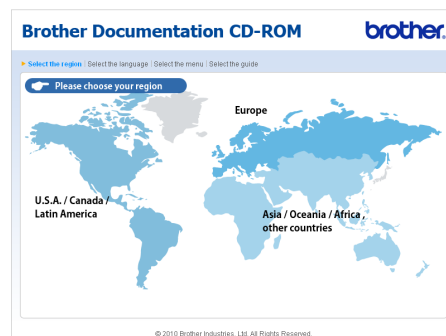 Brother Documentation CD-ROM
brother
Select the region | Select the language | Select the menu | Select the guide
Please choose your region
Europe
U.S.A. / Canada /
Latin America
Asia / Oceania / Africa ,
other countries
© 2010 Brother Industries, Ltd. All Rights Reserved.